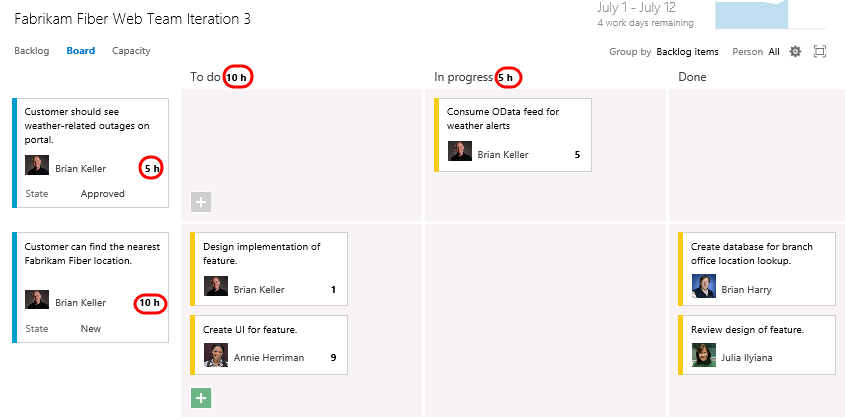 Fabrikam Fiber Web Team Iteration 3
July 1 - July 12
4 work days remaining
Backlog Board Capacity
Group by Backlog items Person All
To do 10 h
In progress 5 h
Done
Customer should see
weather-related outages on
portal.
Brian Keller 5 h
State Approved
Consume OData feed for
weather alerts
Brian Keller 5
Customer can find the nearest
Fabrikam Fiber location.
Brian Keller 10 h
State New
Design implementation of
feature.
Brian Keller 1
Create UI for feature.
Annie Herriman 9
Create database for branch
office location lookup.
Brian Harry
Review design of feature.
Julia Ilyiana